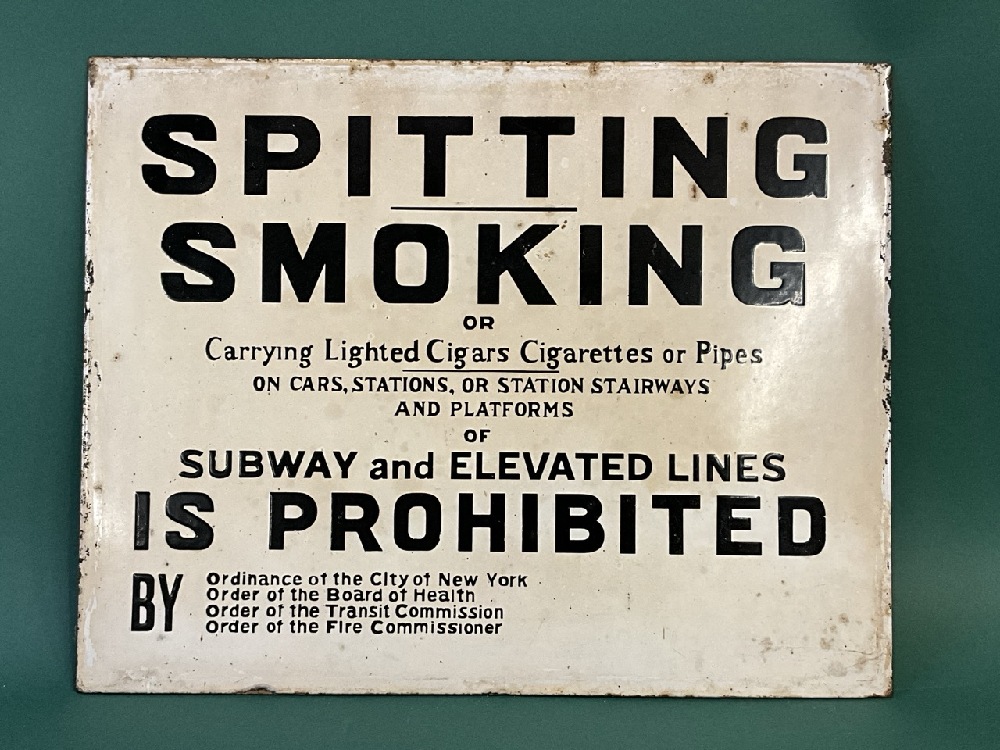 SPITTING
SMOKING
OR
Carrying Lighted Cigars Cigarettes or Pipes
ON CARS, STATIONS, OR STATION STAIRWAYS
AND PLATFORMS
OF
SUBWAY and ELEVATED LINES
IS PROHIBITED
BY
Ordinance of the City of New York
Order of the Board of Health
Order of the Transit Commission
Order of the Fire Commissioner